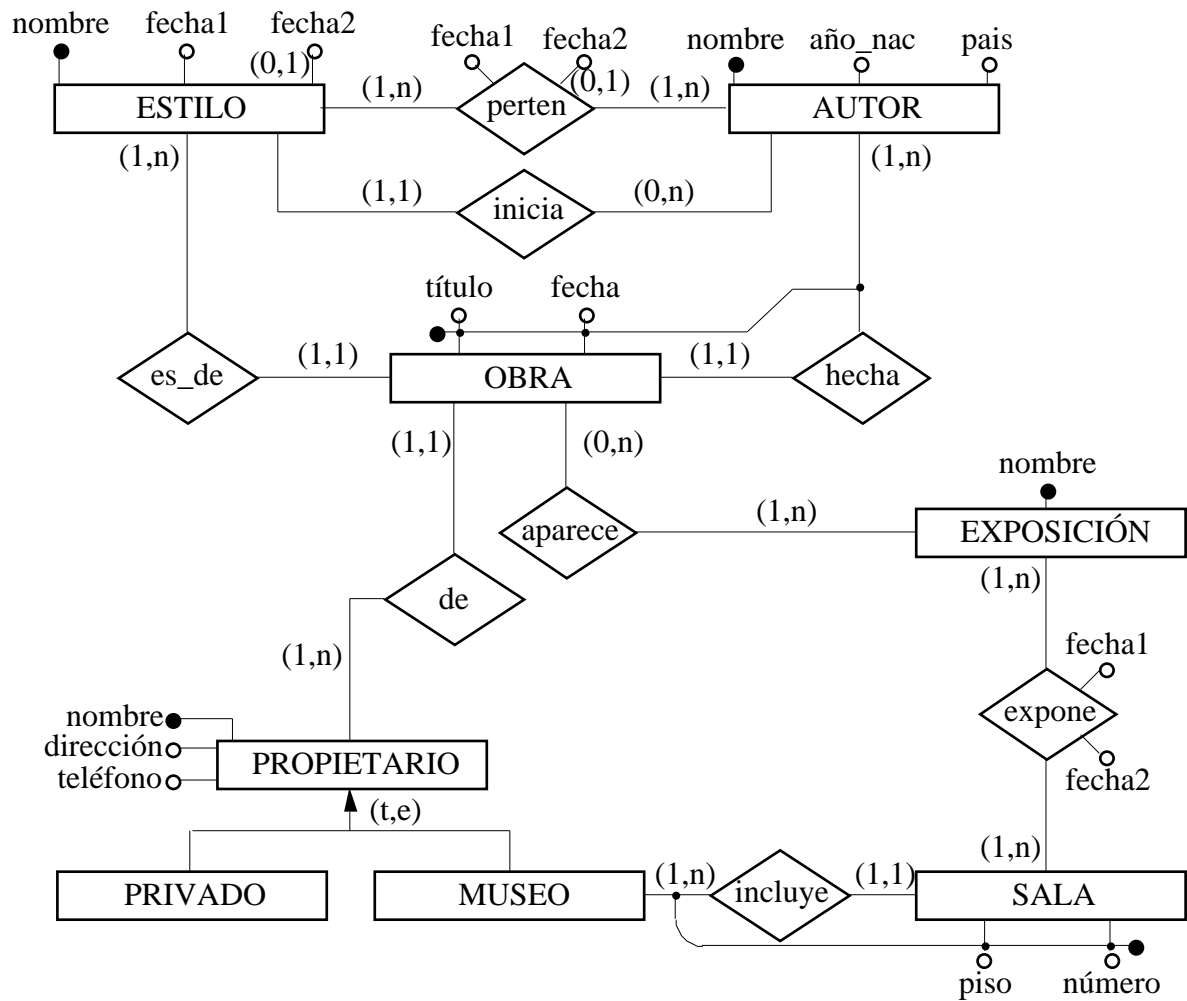 nombre fecha1 fecha2 fecha1 fecha2 nombre año_nac pais
(0,1) (0,1)
ESTILO (1,n) perten (1,n) AUTOR
(1,n) (1,n)
(1,1) inicia (0,n)
título fecha
es_de (1,1) OBRA (1,1) hecha
(1,1) (0,n)
nombre
aparece (1,n) EXPOSICIÓN
(1,n)
de
(1,n) fecha1
nombre expone
dirección PROPIETARIO
teléfono fecha2
(t,e)
(1,n)
PRIVADO MUSEO (1,n) incluye (1,1) SALA
piso número